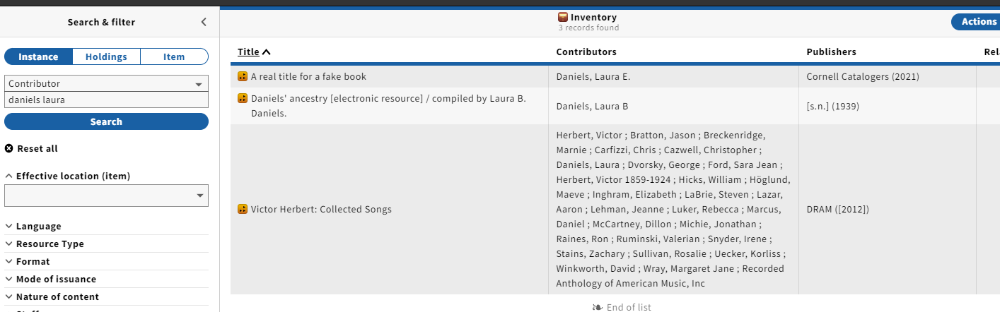 Search & filter
Inventory
3 records found
Actions
Instance
Holdings
Item
Contributor
daniels laura
Search
Reset all
Effective location (item)
Language
Resource Type
Format
Mode of issuance
Nature of content
Title
Contributors
Publishers
Rel
A real title for a fake book
Daniels, Laura E.
Cornell Catalogers (2021)
Daniels' ancestry [electronic resource] / compiled by Laura B.
Daniels.
Daniels, Laura B
[s.n.] (1939)
Victor Herbert: Collected Songs
Herbert, Victor ; Bratton, Jason ; Breckenridge,
Marnie ; Carfizzi, Chris ; Cazwell, Christopher ;
Daniels, Laura ; Dvorsky, George ; Ford, Sara Jean ;
Herbert, Victor 1859-1924 ; Hicks, William ; Höglund,
Maeve ; Inghram, Elizabeth ; LaBrie, Steven ; Lazar,
Aaron ; Lehman, Jeanne ; Luker, Rebecca ; Marcus,
Daniel ; McCartney, Dillon ; Michie, Jonathan ;
Raines, Ron ; Ruminski, Valerian ; Snyder, Irene ;
Stains, Zachary ; Sullivan, Rosalie ; Uecker, Korliss ;
Winkworth, David ; Wray, Margaret Jane ; Recorded
Anthology of American Music, Inc
DRAM ([2012])
End of list